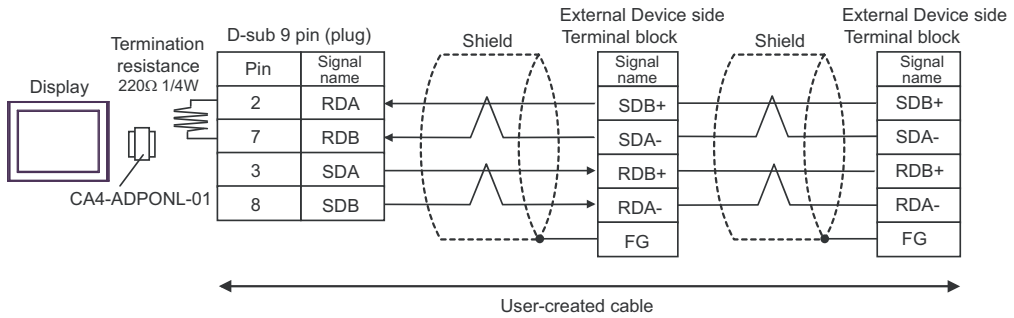 External Device side
Terminal block
External Device side
Terminal block
D-sub 9 pin (plug)
Shield
Shield
Termination
resistance
220Ω 1/4W
Display
CA4-ADPONL-01
Pin
Signal
name
2
RDA
7
RDB
3
SDA
8
SDB
Signal
name
SDB+
SDA-
RDB+
RDA-
FG
Signal
name
SDB+
SDA-
RDB+
RDA-
FG
User-created cable